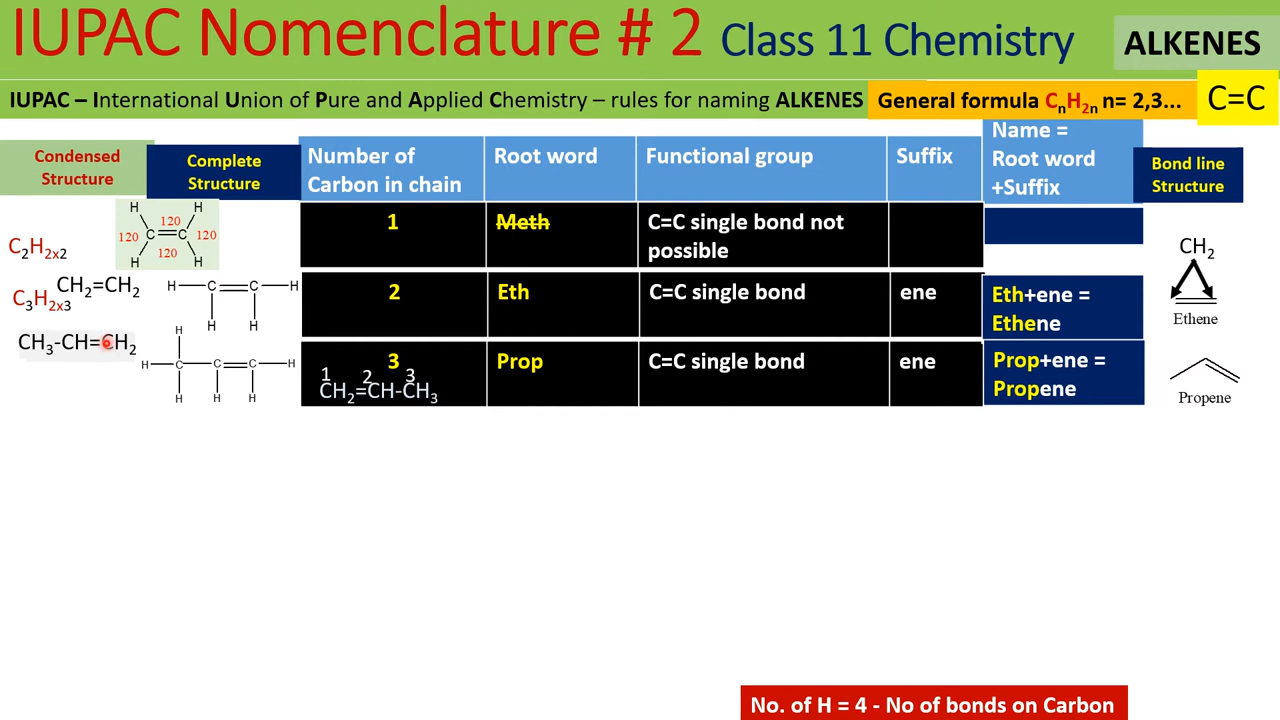 IUPAC Nomenclature # 2 Class 11 Chemistry
ALKENES
IUPAC – International Union of Pure and Applied Chemistry – rules for naming ALKENES
General formula CₙH₂ₙ n= 2,3...
C=C
Condensed
Structure
Complete
Structure
Number of
Carbon in chain
Root word
Functional group
Suffix
Name =
Root word
+Suffix
Bond line
Structure
C₂H₂ₓ₂
H H
120
120 C=C 120
120
H H
1
Meth
C=C single bond not
possible
CH₂=CH₂
H C C H
H H
2
Eth
C=C single bond
ene
Eth+ene =
Ethene
CH₂
Ethene
C₃H₂ₓ₃
CH₃-CH=CH₂
H
H C C C H
H H H
3
1 2 3
CH₂=CH-CH₃
Prop
C=C single bond
ene
Prop+ene =
Propene
Propene
No. of H = 4 - No of bonds on Carbon